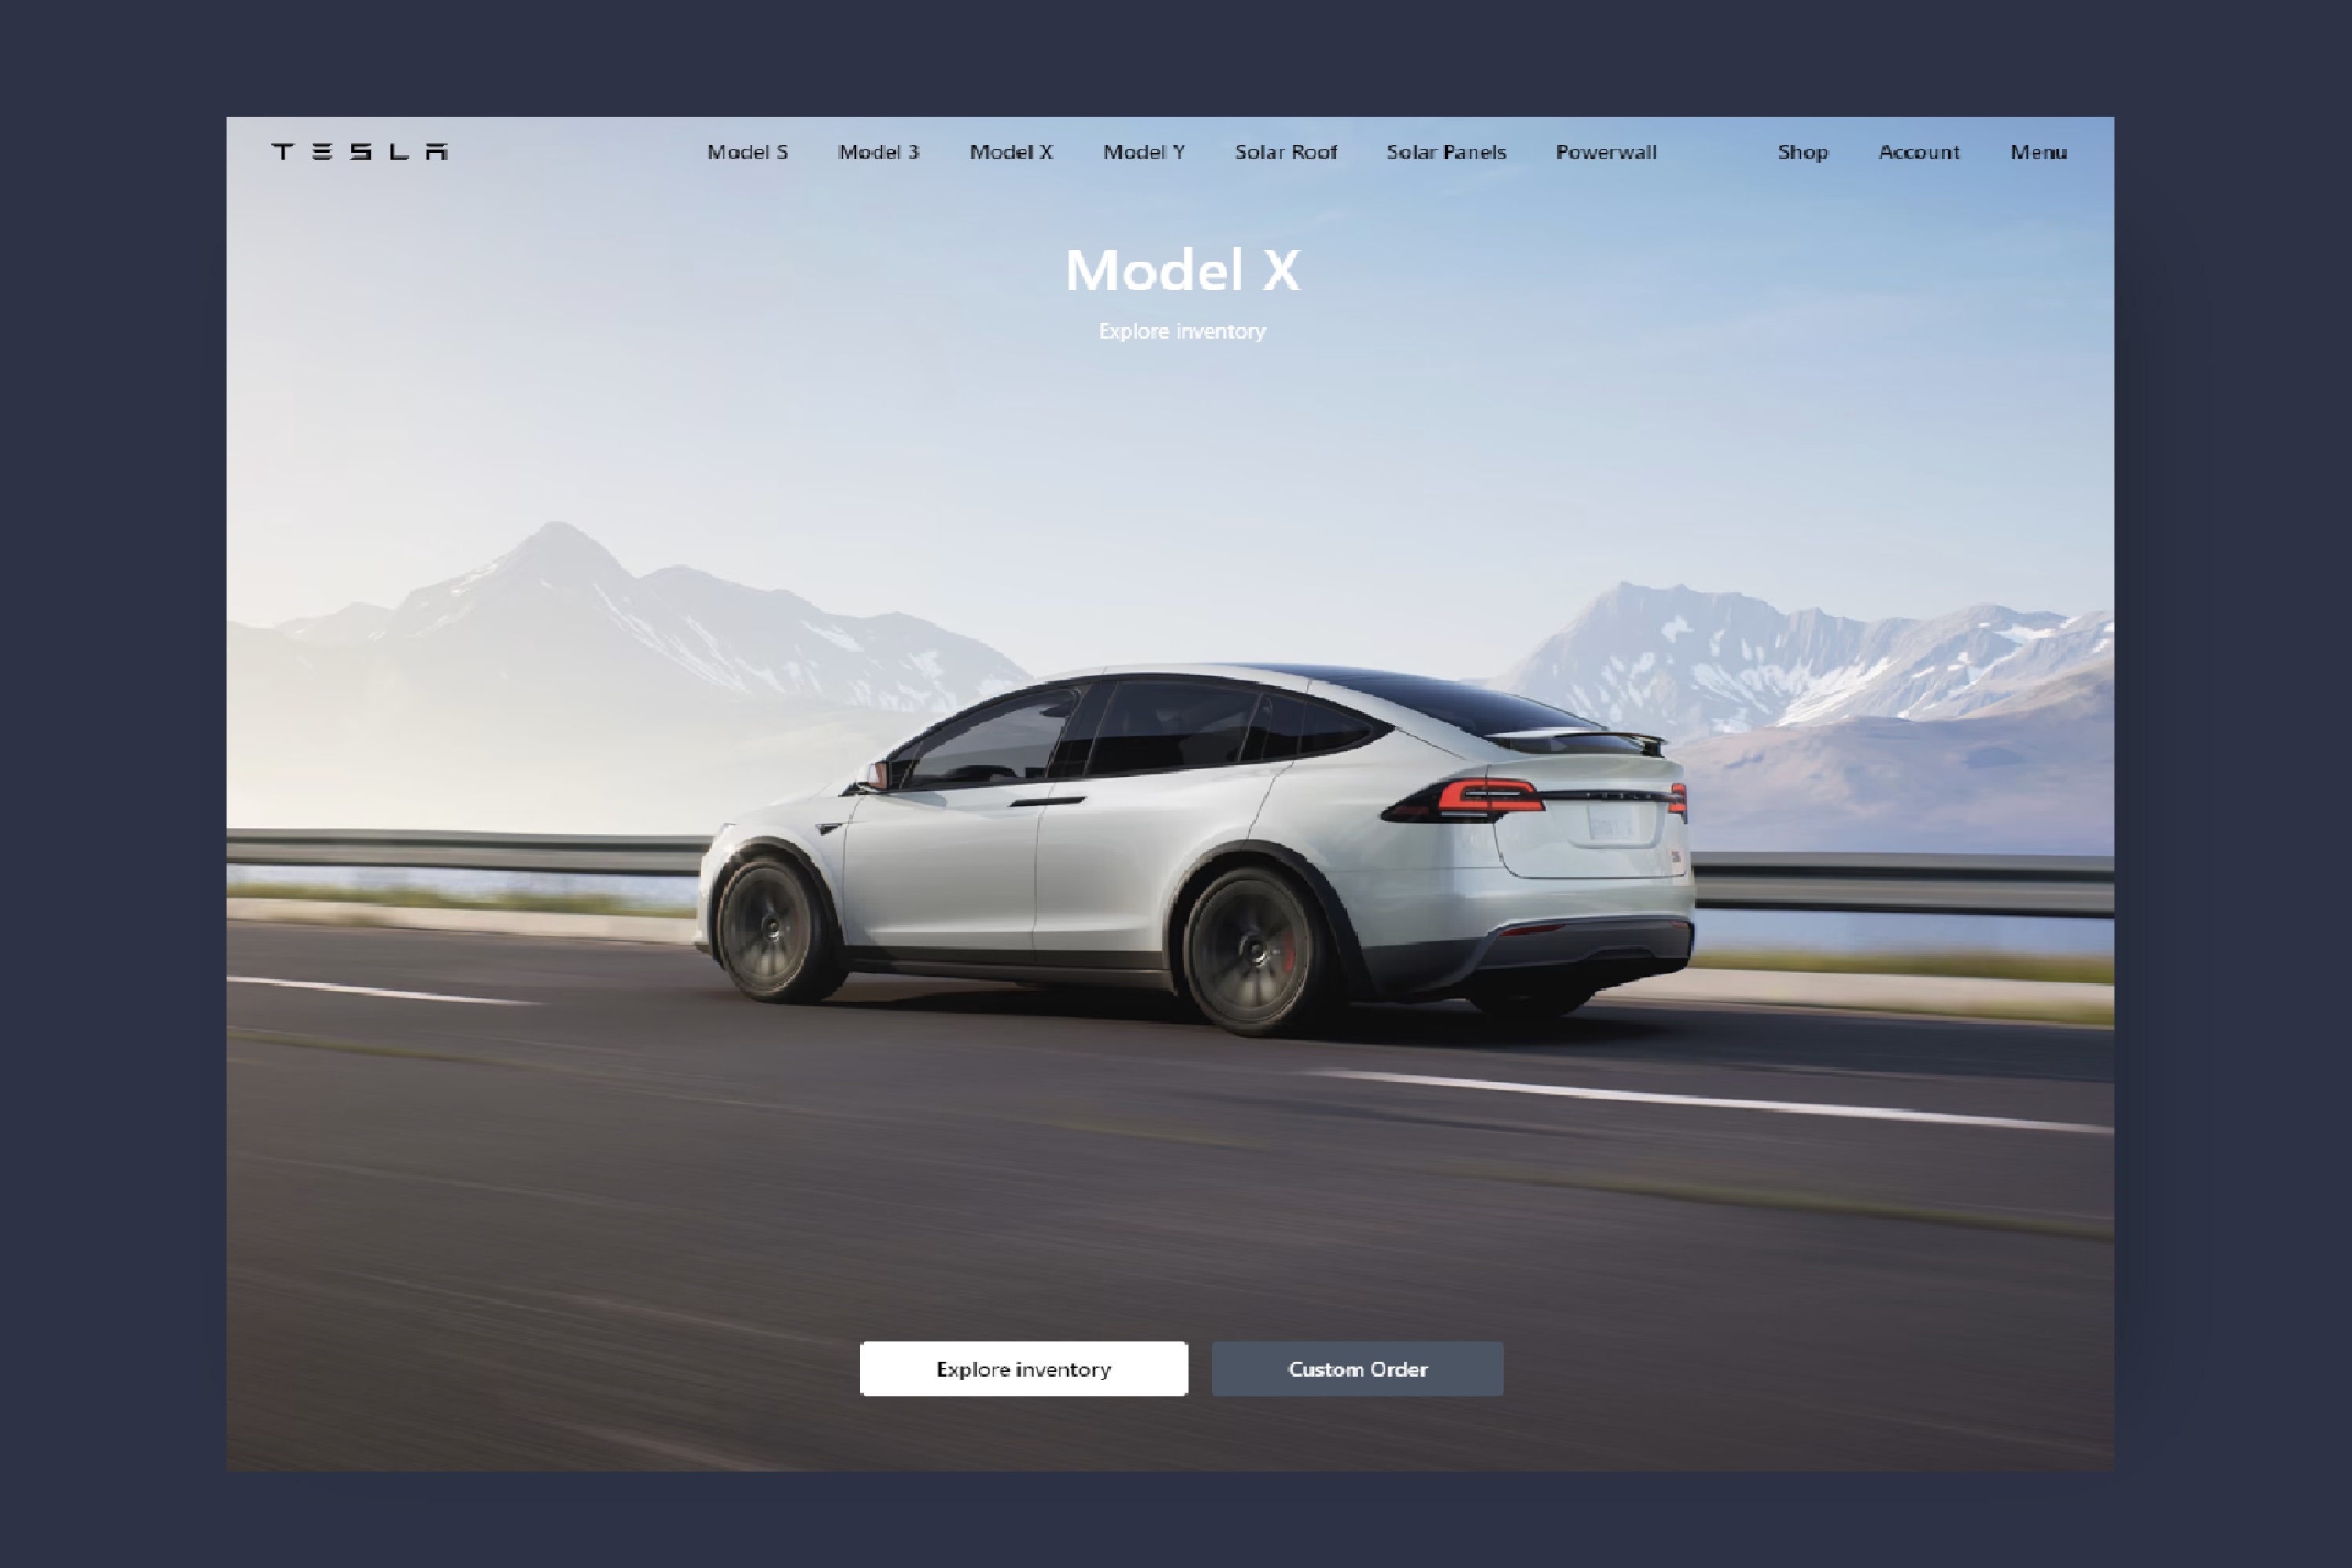 TESLA
Model S Model 3 Model X Model Y Solar Roof Solar Panels Powerwall Shop Account Menu
Model X
Explore inventory
TESLA
Explore inventory Custom Order